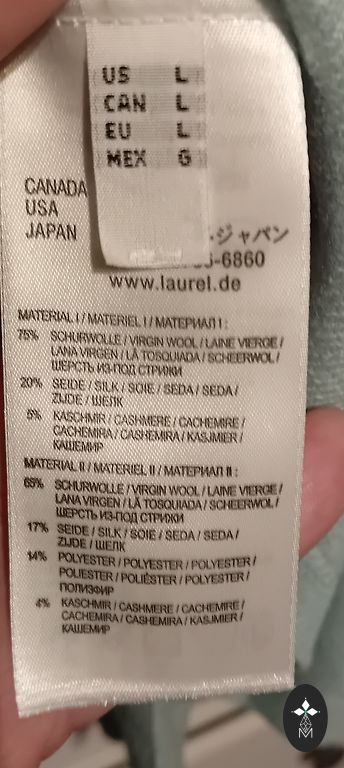 US L
CAN L
EU L
MEX G
CANADA
USA
JAPAN ジャパン
-6860
www.laurel.de
MATERIAL I / MATERIEL I / МАТЕРИАЛ I :
75% SCHURWOLLE / VIRGIN WOOL / LAINE VIERGE /
LANA VIRGEN / LÃ TOSQUIADA / SCHEERWOL /
ШЕРСТЬ ИЗ-ПОД СТРИЖКИ
20% SEIDE / SILK / SOIE / SEDA / SEDA /
ZIJDE / ШЕЛК
5% KASCHMIR / CASHMERE / CACHEMIRE /
CACHEMIRA / CASHEMIRA / KASJMIER /
КАШЕМИР
MATERIAL II / MATERIEL II / МАТЕРИАЛ II :
65% SCHURWOLLE / VIRGIN WOOL / LAINE VIERGE /
LANA VIRGEN / LÃ TOSQUIADA / SCHEERWOL /
ШЕРСТЬ ИЗ-ПОД СТРИЖКИ
17% SEIDE / SILK / SOIE / SEDA / SEDA /
ZIJDE / ШЕЛК
14% POLYESTER / POLYESTER / POLYESTER /
POLIESTER / POLIÉSTER / POLYESTER /
ПОЛИЭФИР
4% KASCHMIR / CASHMERE / CACHEMIRE /
CACHEMIRA / CASHEMIRA / KASJMIER /
КАШЕМИР
M